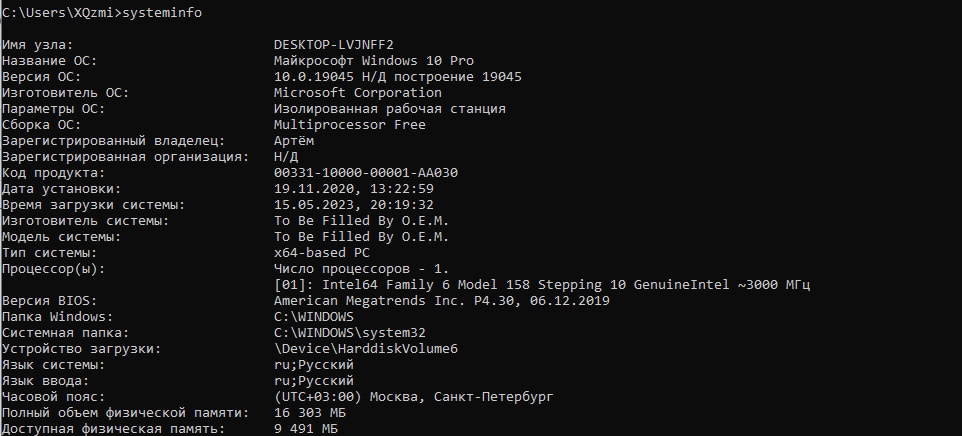 C:\Users\XQzmi>systeminfo
Имя узла: DESKTOP-LVJNFF2
Название ОС: Майкрософт Windows 10 Pro
Версия ОС: 10.0.19045 Н/Д построение 19045
Изготовитель ОС: Microsoft Corporation
Параметры ОС: Изолированная рабочая станция
Сборка ОС: Multiprocessor Free
Зарегистрированный владелец: Артём
Зарегистрированная организация: Н/Д
Код продукта: 00331-10000-00001-AA030
Дата установки: 19.11.2020, 13:22:59
Время загрузки системы: 15.05.2023, 20:19:32
Изготовитель системы: To Be Filled By O.E.M.
Модель системы: To Be Filled By O.E.M.
Тип системы: x64-based PC
Процессор(ы): Число процессоров - 1.
[01]: Intel64 Family 6 Model 158 Stepping 10 GenuineIntel ~3000 МГц
Версия BIOS: American Megatrends Inc. P4.30, 06.12.2019
Папка Windows: C:\WINDOWS
Системная папка: C:\WINDOWS\system32
Устройство загрузки: \Device\HarddiskVolume6
Язык системы: ru;Русский
Язык ввода: ru;Русский
Часовой пояс: (UTC+03:00) Москва, Санкт-Петербург
Полный объем физической памяти: 16 303 МБ
Доступная физическая память: 9 491 МБ